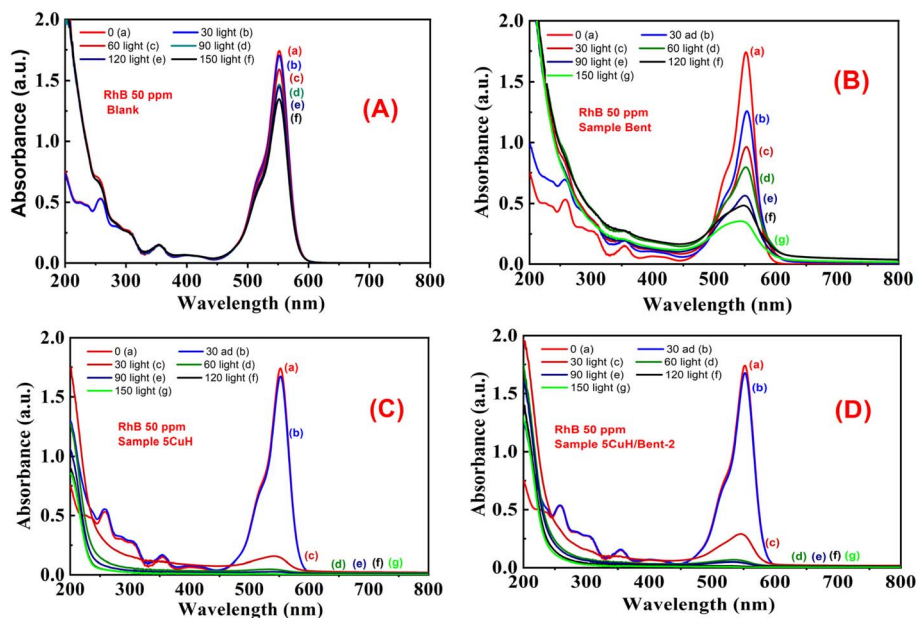 0 (a) 30 light (b)
60 light (c) 90 light (d)
120 light (e) 150 light (f)
RhB 50 ppm
Blank
(A)
(a)
(b)
(c)
(d)
(e)
(f)
Absorbance (a.u.)
2.0
1.5
1.0
0.5
0.0
200 300 400 500 600 700 800
Wavelength (nm)
0 (a) 30 ad (b)
30 light (c) 60 light (d)
90 light (e) 120 light (f)
150 light (g)
RhB 50 ppm
Sample Bent
(B)
(a)
(b)
(c)
(d)
(e)
(f)
(g)
Absorbance (a.u.)
2.0
1.5
1.0
0.5
0.0
200 300 400 500 600 700 800
Wavelength (nm)
0 (a) 30 ad (b)
30 light (c) 60 light (d)
90 light (e) 120 light (f)
150 light (g)
RhB 50 ppm
Sample 5CuH
(C)
(a)
(b)
(c)
(d) (e) (f) (g)
Absorbance (a.u.)
2.0
1.5
1.0
0.5
0.0
200 300 400 500 600 700 800
Wavelength (nm)
0 (a) 30 ad (b)
30 light (c) 60 light (d)
90 light (e) 120 light (f)
150 light (g)
RhB 50 ppm
Sample 5CuH/Bent-2
(D)
(a)
(b)
(c)
(d) (e) (f) (g)
Absorbance (a.u.)
2.0
1.5
1.0
0.5
0.0
200 300 400 500 600 700 800
Wavelength (nm)